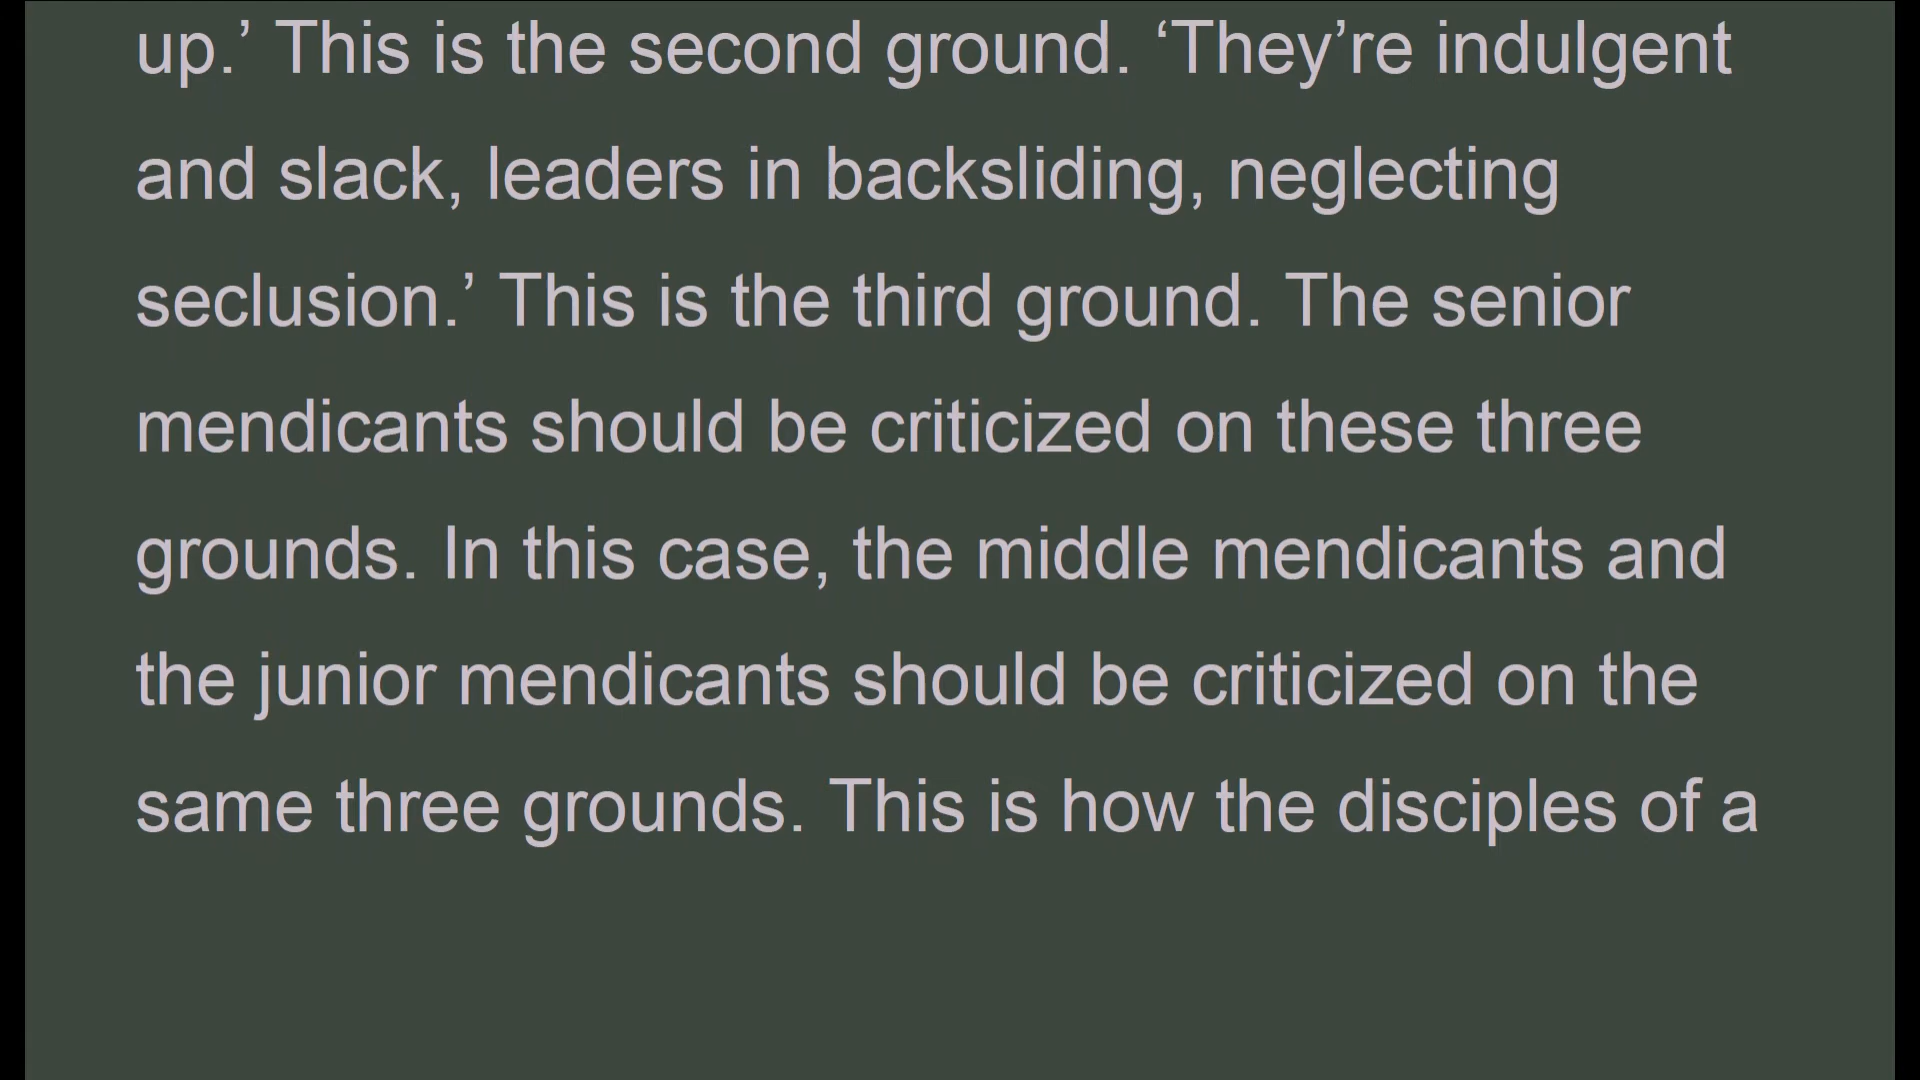 up.’ This is the second ground. ‘They’re indulgent
and slack, leaders in backsliding, neglecting
seclusion.’ This is the third ground. The senior
mendicants should be criticized on these three
grounds. In this case, the middle mendicants and
the junior mendicants should be criticized on the
same three grounds. This is how the disciples of a